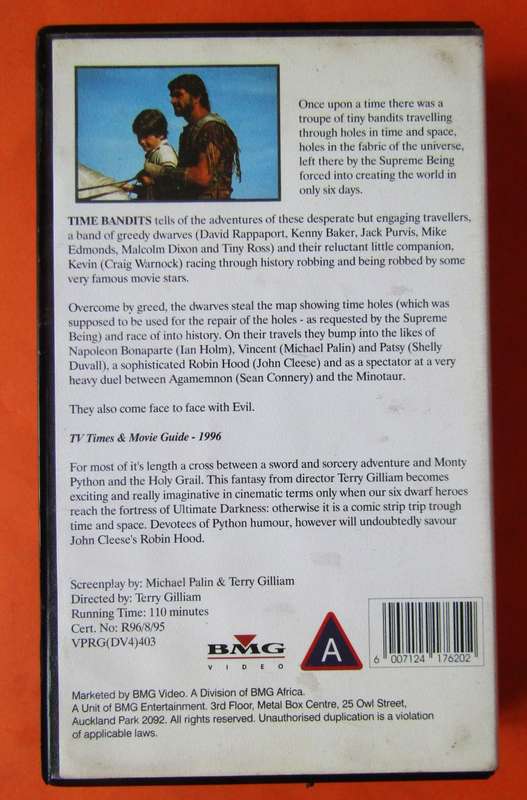 Once upon a time there was a
troupe of tiny bandits travelling
through holes in time and space,
holes in the fabric of the universe,
left there by the Supreme Being
forced into creating the world in
only six days.
TIME BANDITS tells of the adventures of these desperate but engaging travellers,
a band of greedy dwarves (David Rappaport, Kenny Baker, Jack Purvis, Mike
Edmonds, Malcolm Dixon and Tiny Ross) and their reluctant little companion,
Kevin (Craig Warnock) racing through history robbing and being robbed by some
very famous movie stars.
Overcome by greed, the dwarves steal the map showing time holes (which was
supposed to be used for the repair of the holes - as requested by the Supreme
Being) and race of into history. On their travels they bump into the likes of
Napoleon Bonaparte (Ian Holm), Vincent (Michael Palin) and Patsy (Shelly
Duvall), a sophisticated Robin Hood (John Cleese) and as a spectator at a very
heavy duel between Agamemnon (Sean Connery) and the Minotaur.
They also come face to face with Evil.
TV Times & Movie Guide - 1996
For most of it's length a cross between a sword and sorcery adventure and Monty
Python and the Holy Grail. This fantasy from director Terry Gilliam becomes
exciting and really imaginative in cinematic terms only when our six dwarf heroes
reach the fortress of Ultimate Darkness: otherwise it is a comic strip trip trough
time and space. Devotees of Python humour, however will undoubtedly savour
John Cleese's Robin Hood.
Screenplay by: Michael Palin & Terry Gilliam
Directed by: Terry Gilliam
Running Time: 110 minutes
Cert. No: R96/8/95
VPRG(DV4)403
BMG
VIDEO
A
6 007124 176202
Marketed by BMG Video. A Division of BMG Africa.
A Unit of BMG Entertainment. 3rd Floor, Metal Box Centre, 25 Owl Street,
Auckland Park 2092. All rights reserved. Unauthorised duplication is a violation
of applicable laws.